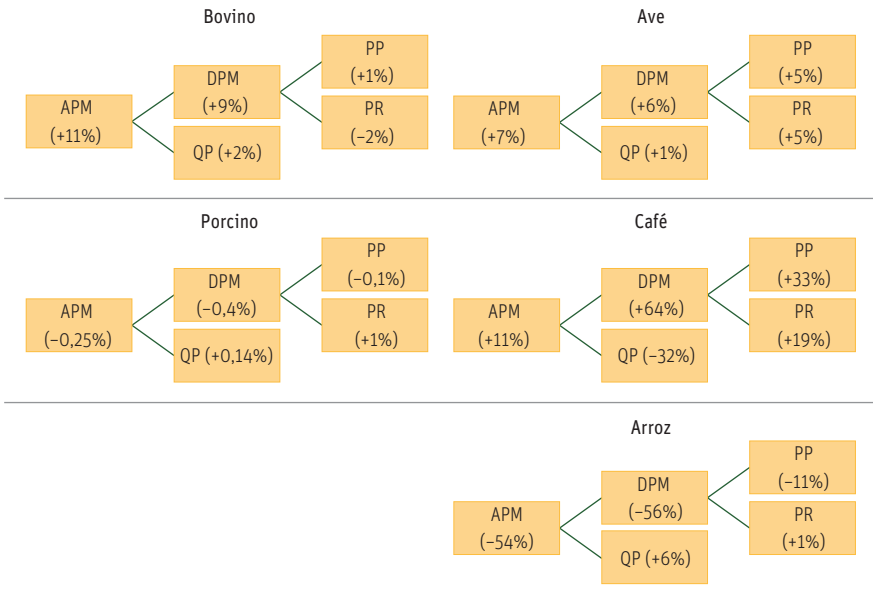 Bovino
APM
(+11%)
DPM
(+9%)
QP (+2%)
PP
(+1%)
PR
(−2%)
Ave
APM
(+7%)
DPM
(+6%)
QP (+1%)
PP
(+5%)
PR
(+5%)
Porcino
APM
(−0,25%)
DPM
(−0,4%)
QP (+0,14%)
PP
(−0,1%)
PR
(+1%)
Café
APM
(+11%)
DPM
(+64%)
QP (−32%)
PP
(+33%)
PR
(+19%)
Arroz
APM
(−54%)
DPM
(−56%)
QP (+6%)
PP
(−11%)
PR
(+1%)